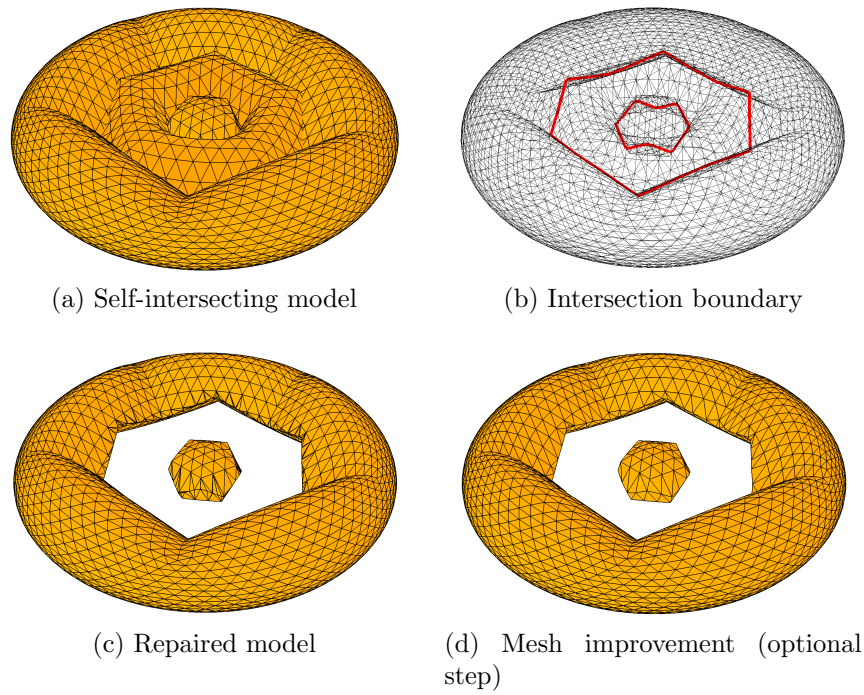 (a) Self-intersecting model
(b) Intersection boundary
(c) Repaired model
(d) Mesh improvement (optional
step)